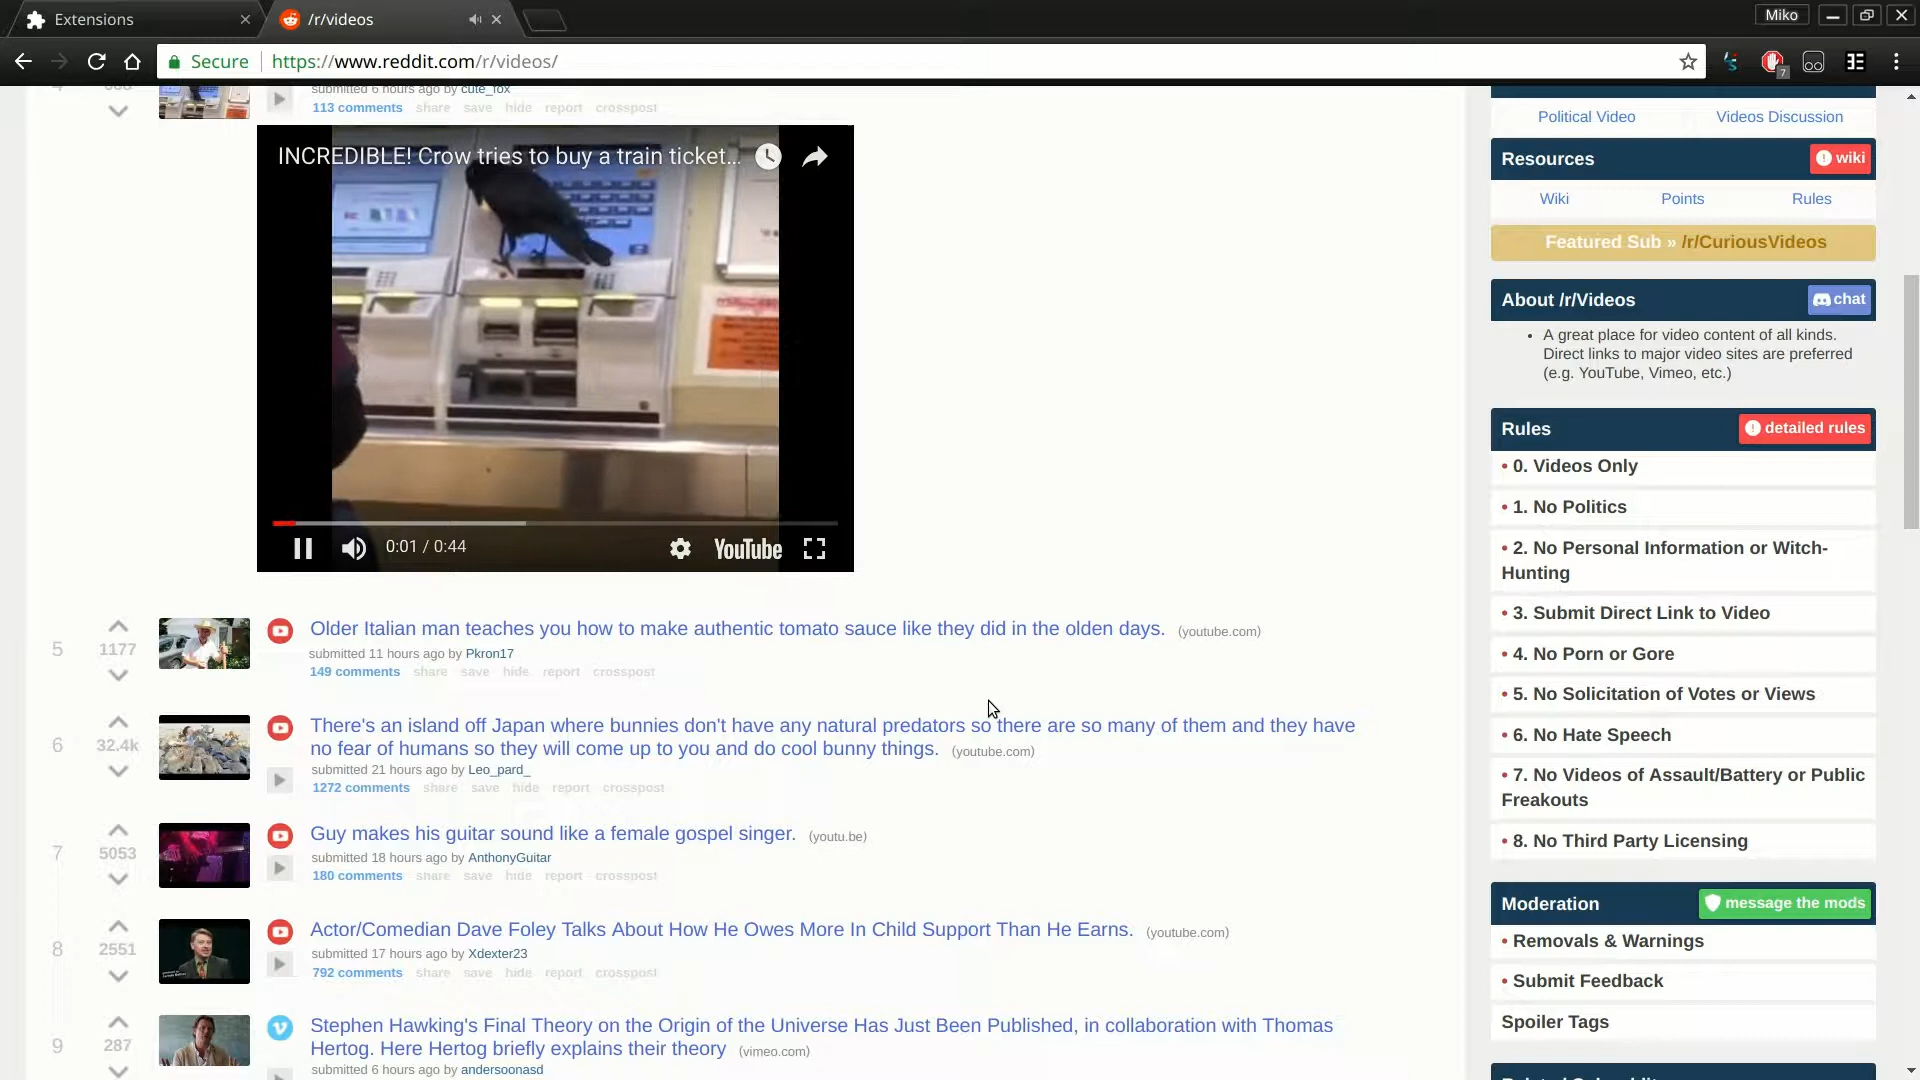 Extensions
/r/videos
Miko
Secure
https://www.reddit.com/r/videos/
7
submitted 6 hours ago by cute_fox
113 comments share save hide report crosspost
INCREDIBLE! Crow tries to buy a train ticket...
0:01 / 0:44
YouTube
5
1177
Older Italian man teaches you how to make authentic tomato sauce like they did in the olden days. (youtube.com)
submitted 11 hours ago by Pkron17
149 comments share save hide report crosspost
6
32.4k
There's an island off Japan where bunnies don't have any natural predators so there are so many of them and they have
no fear of humans so they will come up to you and do cool bunny things. (youtube.com)
submitted 21 hours ago by Leo_pard_
1272 comments share save hide report crosspost
7
5053
Guy makes his guitar sound like a female gospel singer. (youtu.be)
submitted 18 hours ago by AnthonyGuitar
180 comments share save hide report crosspost
8
2551
Actor/Comedian Dave Foley Talks About How He Owes More In Child Support Than He Earns. (youtube.com)
submitted 17 hours ago by Xdexter23
792 comments share save hide report crosspost
9
287
Stephen Hawking's Final Theory on the Origin of the Universe Has Just Been Published, in collaboration with Thomas
Hertog. Here Hertog briefly explains their theory (vimeo.com)
submitted 6 hours ago by andersoonasd
Political Video Videos Discussion
Resources wiki
Wiki Points Rules
Featured Sub » /r/CuriousVideos
About /r/Videos chat
• A great place for video content of all kinds.
Direct links to major video sites are preferred
(e.g. YouTube, Vimeo, etc.)
Rules detailed rules
• 0. Videos Only
• 1. No Politics
• 2. No Personal Information or Witch-
Hunting
• 3. Submit Direct Link to Video
• 4. No Porn or Gore
• 5. No Solicitation of Votes or Views
• 6. No Hate Speech
• 7. No Videos of Assault/Battery or Public
Freakouts
• 8. No Third Party Licensing
Moderation message the mods
• Removals & Warnings
• Submit Feedback
Spoiler Tags